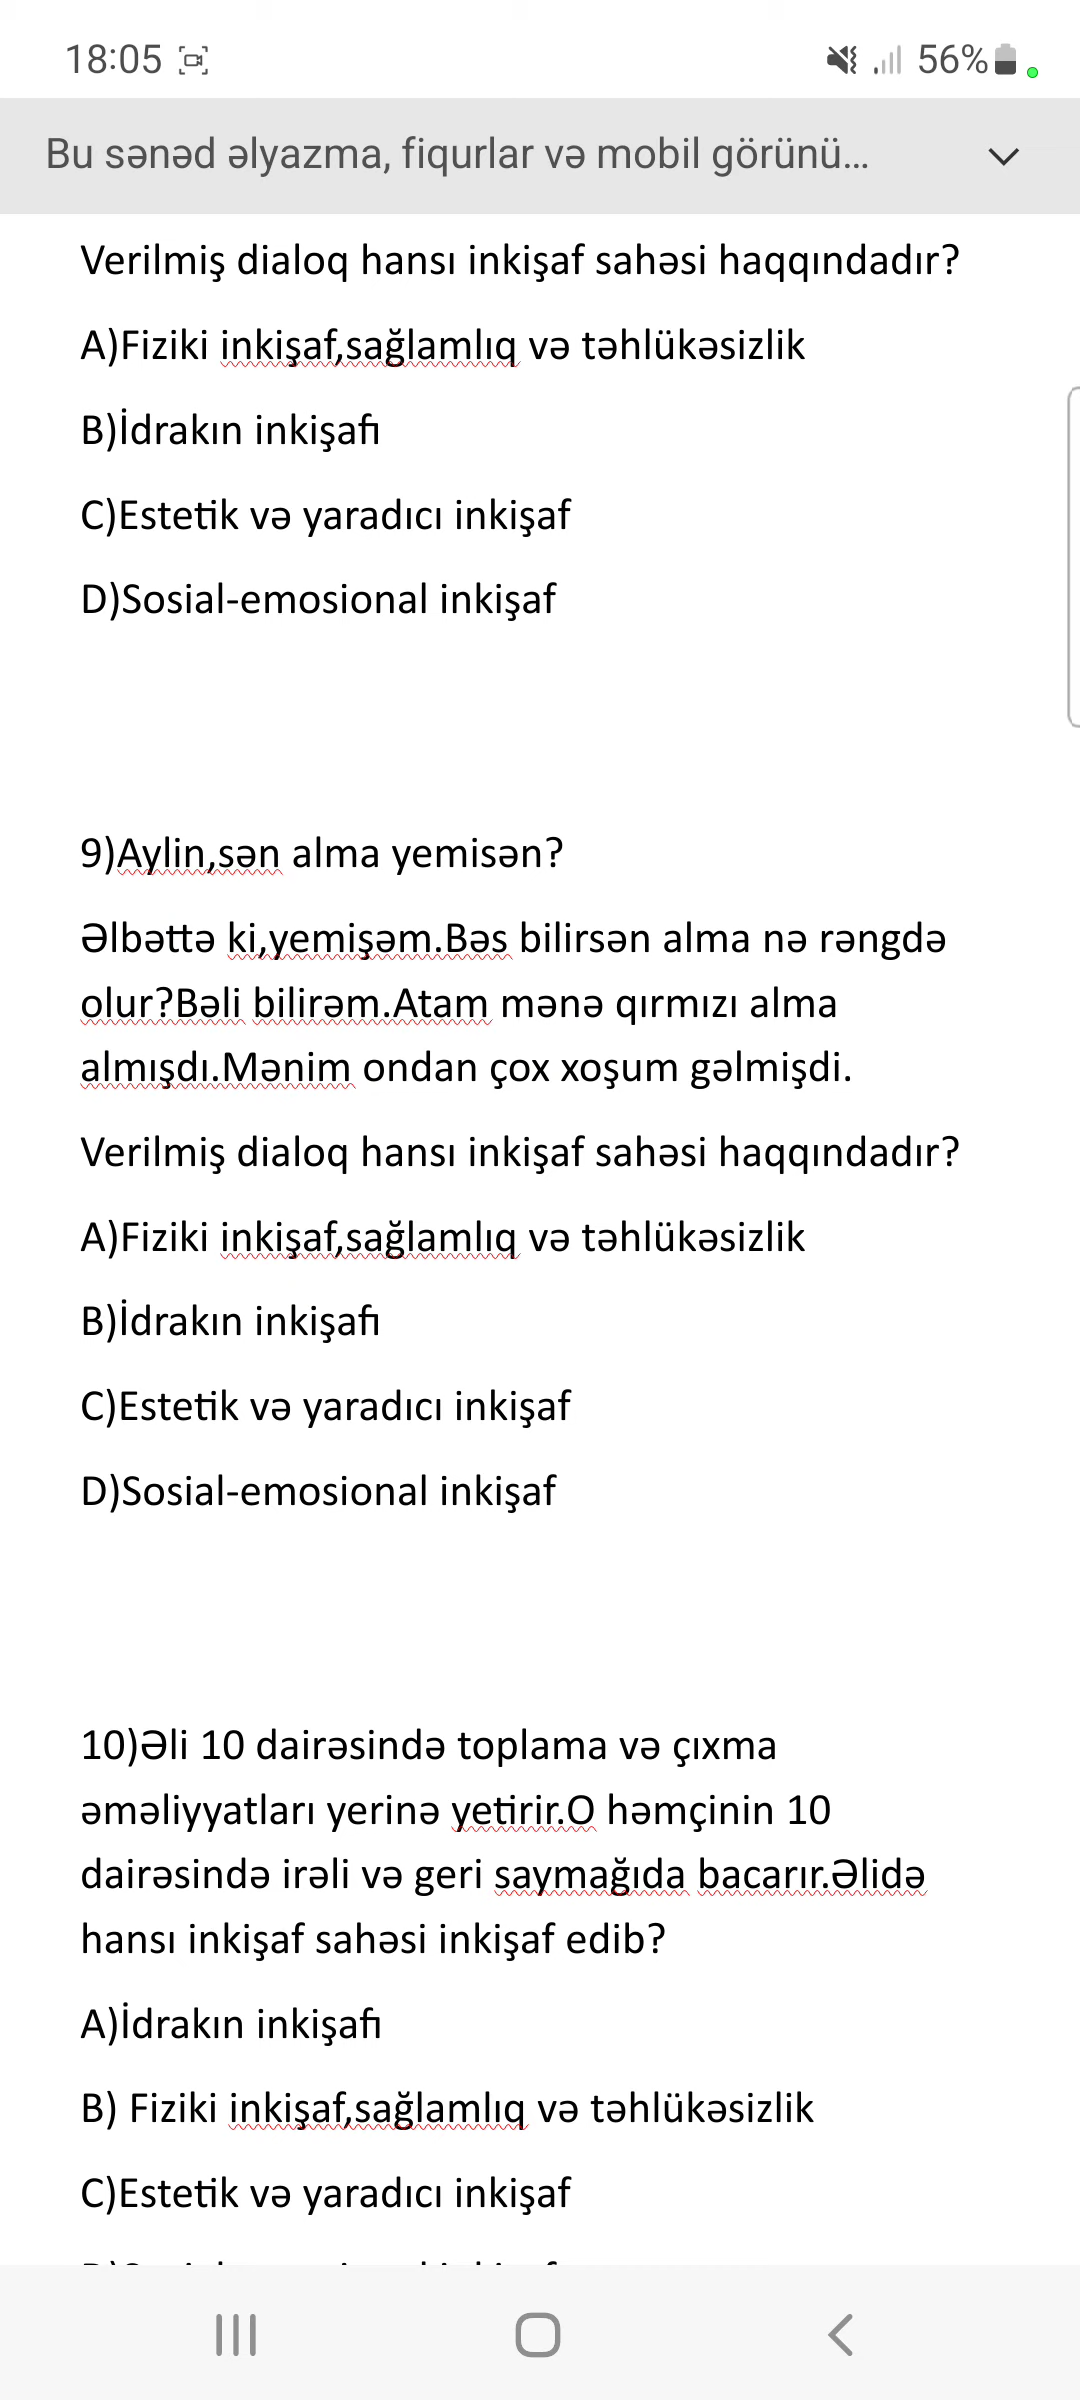 18:05
56%
Bu sənəd əlyazma, fiqurlar və mobil görünü...
Verilmiş dialoq hansı inkişaf sahəsi haqqındadır?
A)Fiziki inkişaf,sağlamlıq və təhlükəsizlik
B)İdrakın inkişafı
C)Estetik və yaradıcı inkişaf
D)Sosial-emosional inkişaf
9)Aylin,sən alma yemisən?
Əlbəttə ki,yemişəm.Bəs bilirsən alma nə rəngdə
olur?Bəli bilirəm.Atam mənə qırmızı alma
almışdı.Mənim ondan çox xoşum gəlmişdi.
Verilmiş dialoq hansı inkişaf sahəsi haqqındadır?
A)Fiziki inkişaf,sağlamlıq və təhlükəsizlik
B)İdrakın inkişafı
C)Estetik və yaradıcı inkişaf
D)Sosial-emosional inkişaf
10)Əli 10 dairəsində toplama və çıxma
əməliyyatları yerinə yetirir.O həmçinin 10
dairəsində irəli və geri saymağıda bacarır.Əlidə
hansı inkişaf sahəsi inkişaf edib?
A)İdrakın inkişafı
B) Fiziki inkişaf,sağlamlıq və təhlükəsizlik
C)Estetik və yaradıcı inkişaf